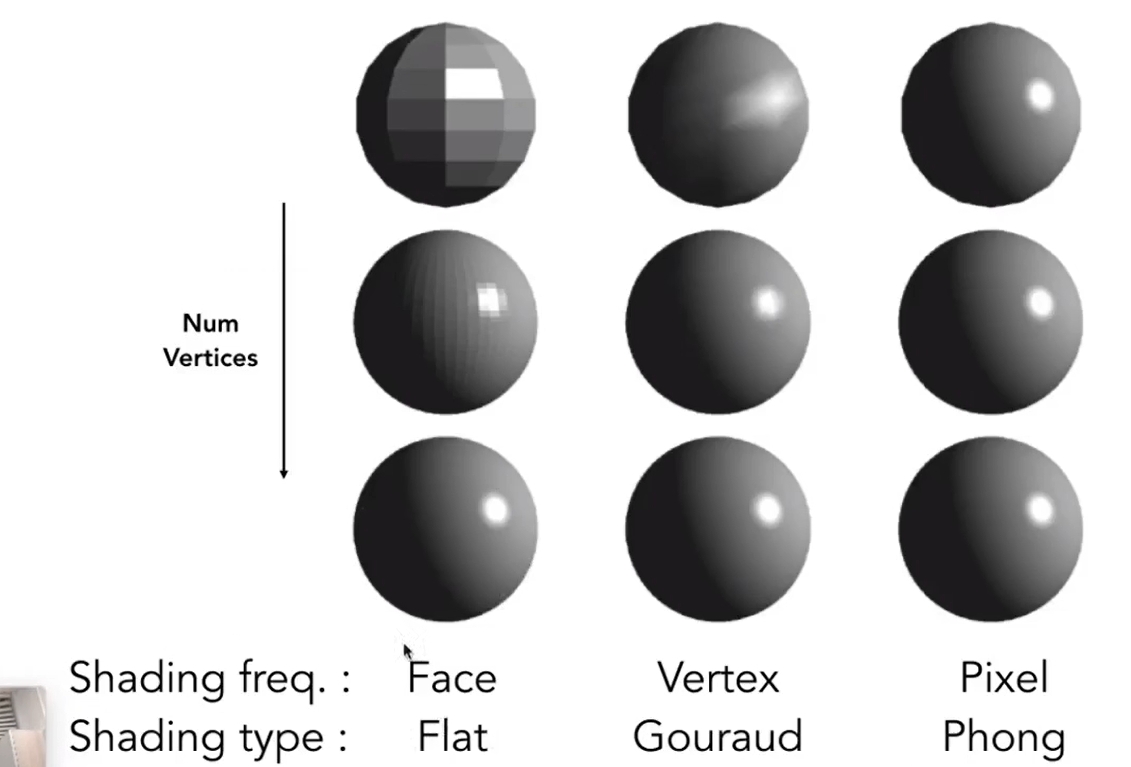 Num
Vertices
Shading freq. : Face Vertex Pixel
Shading type : Flat Gouraud Phong